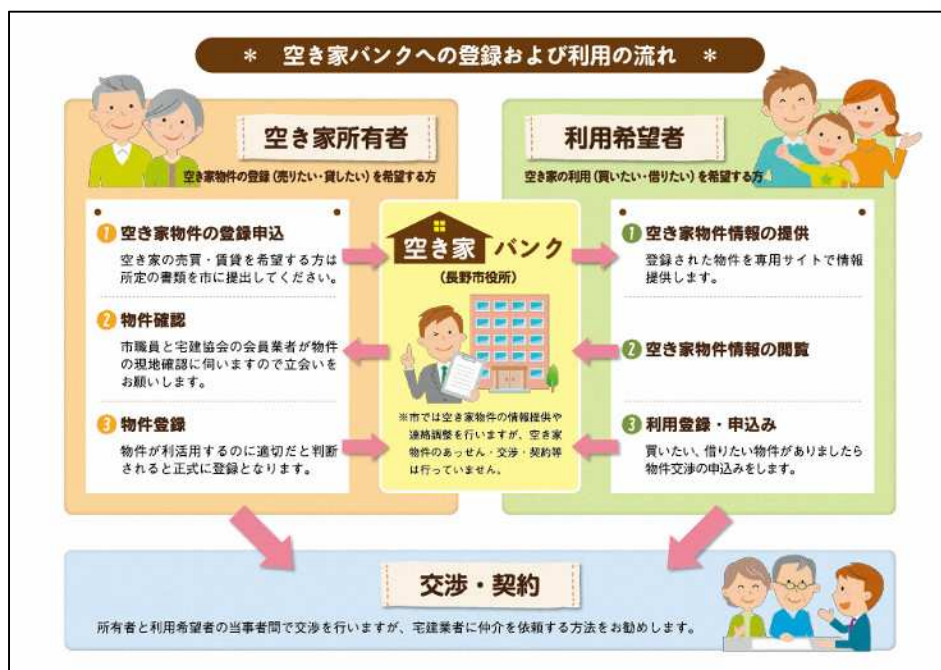 * 空き家バンクへの登録および利用の流れ *
空き家所有者
空き家物件の登録(売りたい・貸したい)を希望する方
1 空き家物件の登録申込
空き家の売買・賃貸を希望する方は
所定の書類を市に提出してください。
2 物件確認
市職員と宅建協会の会員業者が物件
の現地確認に伺いますので立会いを
お願いします。
3 物件登録
物件が利活用するのに適切だと判断
されると正式に登録となります。
空き家バンク
(長野市役所)
※市では空き家物件の情報提供や
連絡調整を行いますが、空き家
物件のあっせん・交渉・契約等
は行っていません。
利用希望者
空き家の利用(買いたい・借りたい)を希望する方
1 空き家物件情報の提供
登録された物件を専用サイトで情報
提供します。
2 空き家物件情報の閲覧
3 利用登録・申込み
買いたい、借りたい物件がありましたら
物件交渉の申込みをします。
交渉・契約
所有者と利用希望者の当事者間で交渉を行いますが、宅建業者に仲介を依頼する方法をお勧めします。